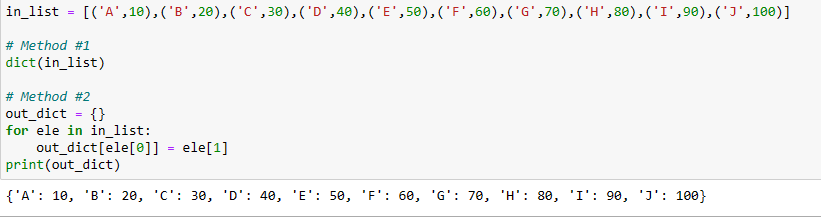 in_list = [('A',10),('B',20),('C',30),('D',40),('E',50),('F',60),('G',70),('H',80),('I',90),('J',100)]
# Method #1
dict(in_list)
# Method #2
out_dict = {}
for ele in in_list:
    out_dict[ele[0]] = ele[1]
print(out_dict)
{'A': 10, 'B': 20, 'C': 30, 'D': 40, 'E': 50, 'F': 60, 'G': 70, 'H': 80, 'I': 90, 'J': 100}